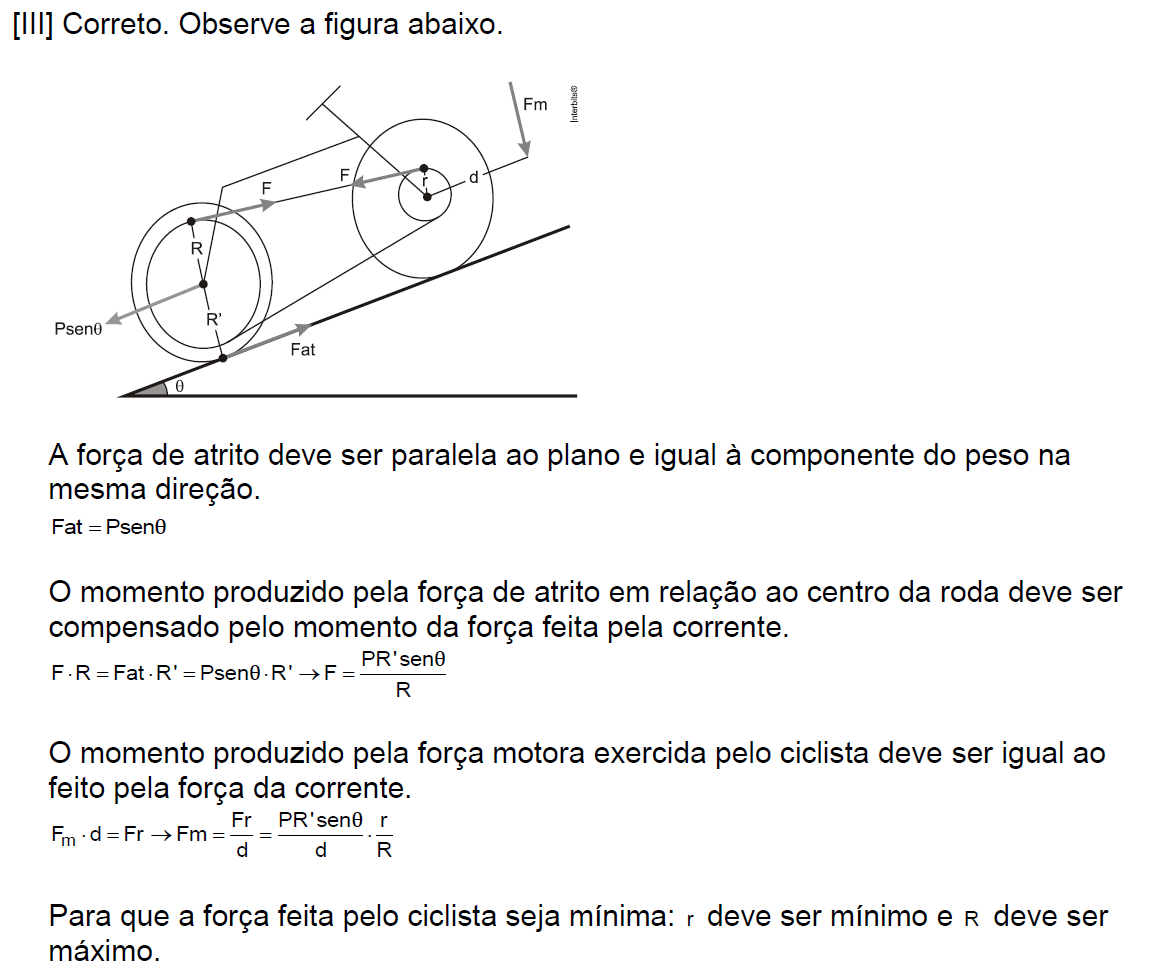 [III] Correto. Observe a figura abaixo.
Fm
Interbits®
F
F
r
d
R
R'
Psenθ
Fat
θ
A força de atrito deve ser paralela ao plano e igual à componente do peso na
mesma direção.
Fat = Psenθ
O momento produzido pela força de atrito em relação ao centro da roda deve ser
compensado pelo momento da força feita pela corrente.
F · R = Fat · R' = Psenθ · R' → F = PR'senθ / R
O momento produzido pela força motora exercida pelo ciclista deve ser igual ao
feito pela força da corrente.
Fm · d = Fr → Fm = Fr / d = PR'senθ / d · r / R
Para que a força feita pelo ciclista seja mínima: r deve ser mínimo e R deve ser
máximo.